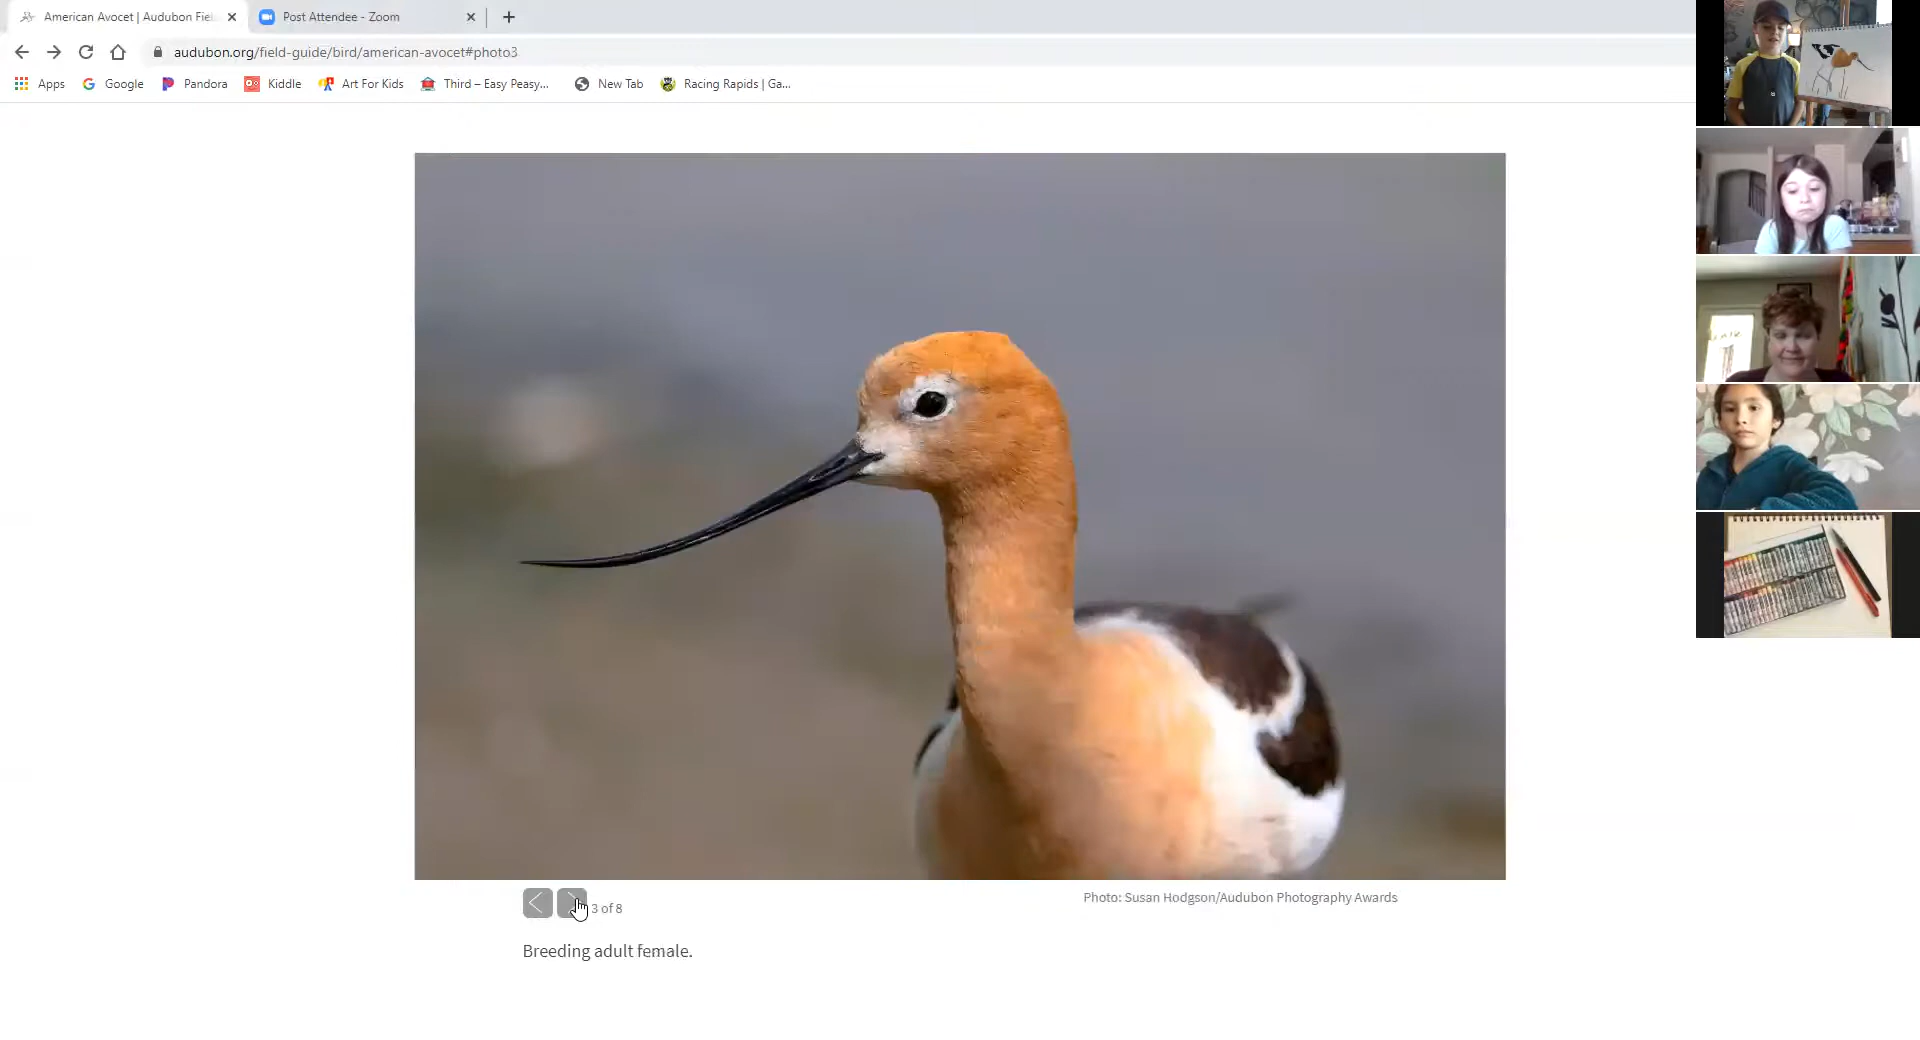 American Avocet | Audubon Fiel
Post Attendee - Zoom
audubon.org/field-guide/bird/american-avocet#photo3
Apps
Google
Pandora
Kiddle
Art For Kids
Third – Easy Peasy...
New Tab
Racing Rapids | Ga...
3 of 8
Photo: Susan Hodgson/Audubon Photography Awards
Breeding adult female.